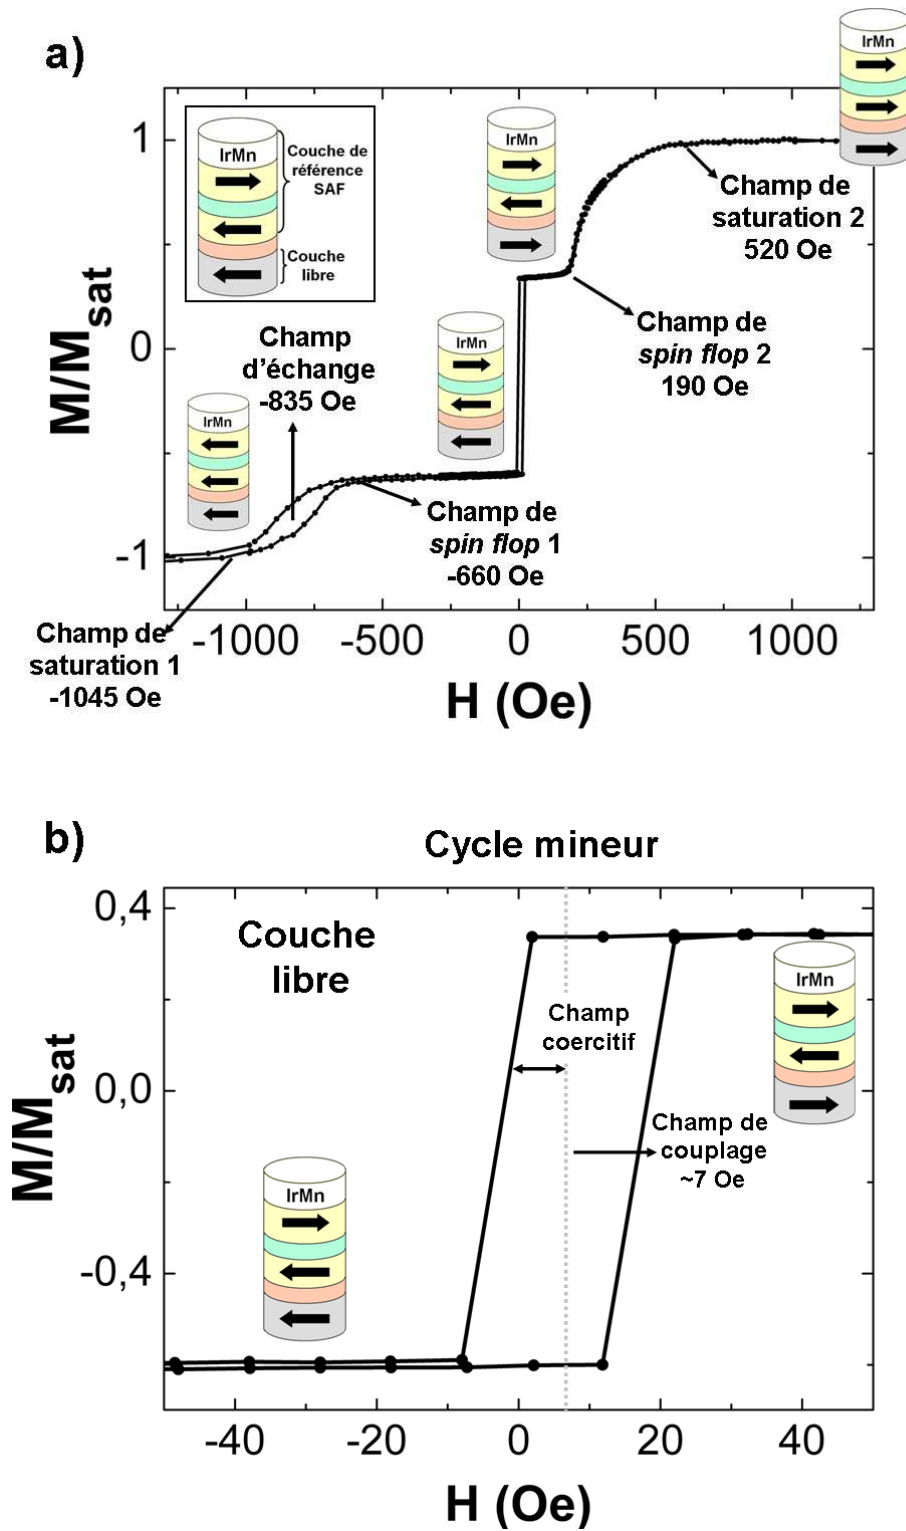 a)
IrMn
Couche de
référence
SAF
Couche
libre
IrMn
IrMn
IrMn
IrMn
Champ
d'échange
-835 Oe
Champ de
saturation 2
520 Oe
Champ de
spin flop 2
190 Oe
Champ de
spin flop 1
-660 Oe
Champ de
saturation 1
-1045 Oe
M/Msat
1
0
-1
-1000
-500
0
500
1000
H (Oe)
b)
Cycle mineur
Couche
libre
Champ
coercitif
IrMn
Champ de
couplage
~7 Oe
IrMn
M/Msat
0,4
0,0
-0,4
-40
-20
0
20
40
H (Oe)